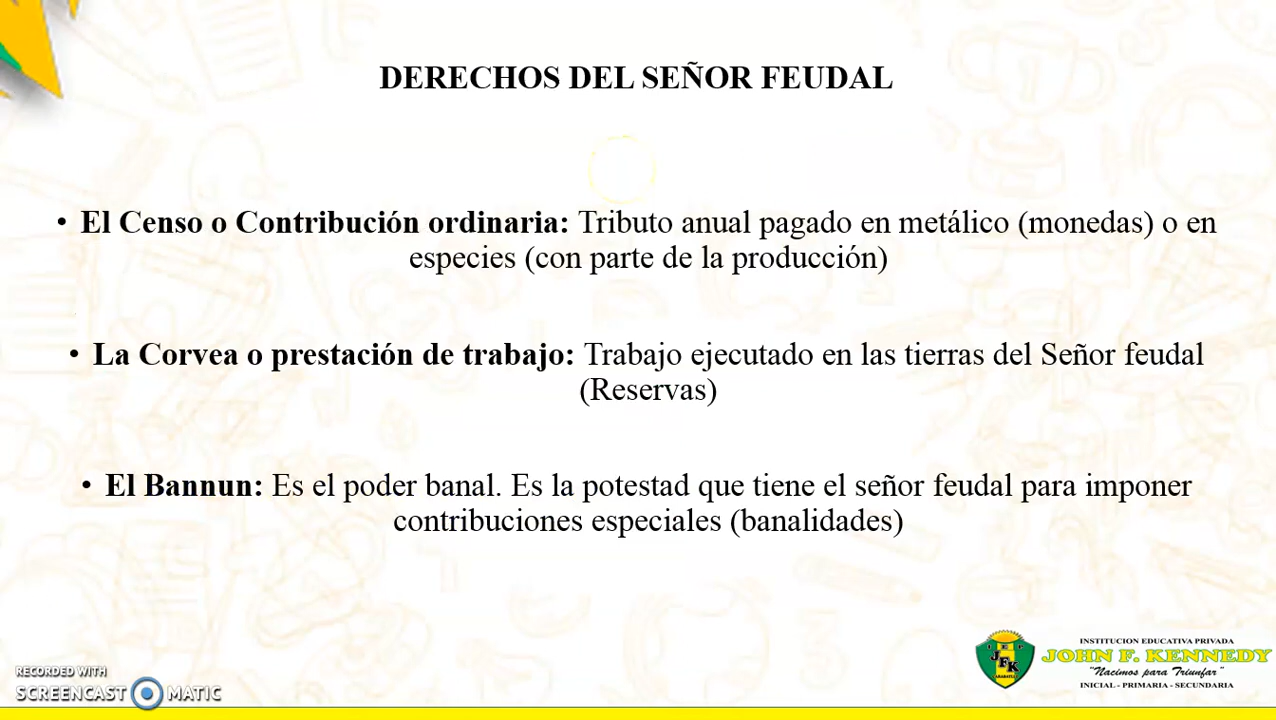 DERECHOS DEL SEÑOR FEUDAL
• El Censo o Contribución ordinaria: Tributo anual pagado en metálico (monedas) o en
especies (con parte de la producción)
• La Corvea o prestación de trabajo: Trabajo ejecutado en las tierras del Señor feudal
(Reservas)
• El Bannun: Es el poder banal. Es la potestad que tiene el señor feudal para imponer
contribuciones especiales (banalidades)
INSTITUCION EDUCATIVA PRIVADA
JOHN F. KENNEDY
"Nacimos para Triunfar"
INICIAL - PRIMARIA - SECUNDARIA
I E P
JFK
RECORDED WITH
SCREENCAST MATIC